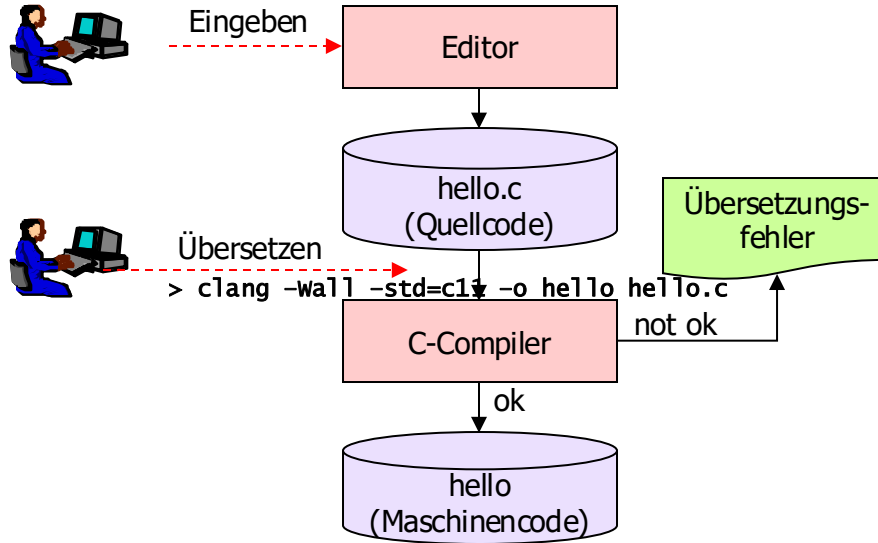 Eingeben
Editor
hello.c
(Quellcode)
Übersetzungs-
fehler
Übersetzen
> clang -Wall -std=c11 -o hello hello.c
C-Compiler
not ok
ok
hello
(Maschinencode)